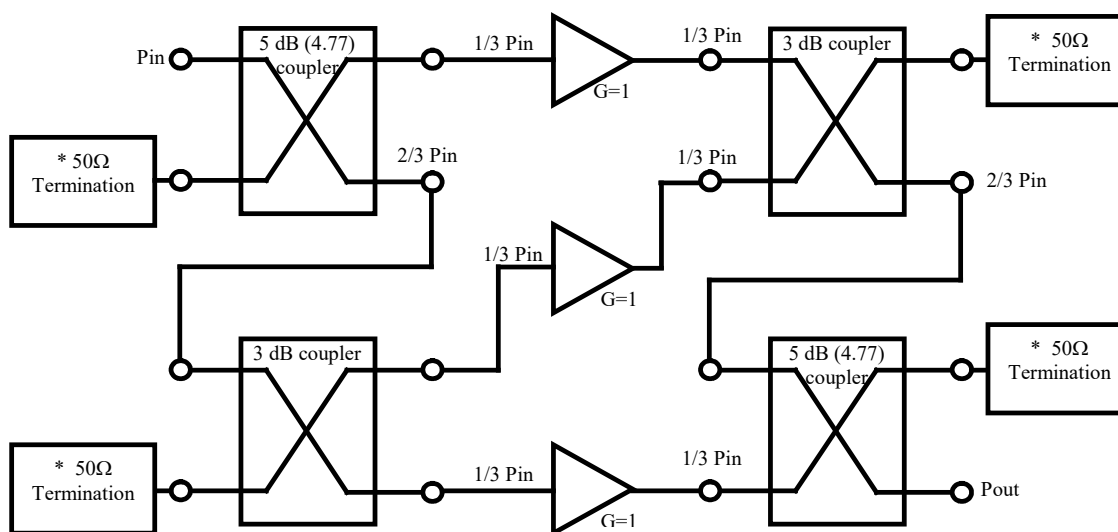 5 dB (4.77)
coupler
Pin
1/3 Pin
G=1
1/3 Pin
3 dB coupler
* 50Ω
Termination
* 50Ω
Termination
2/3 Pin
1/3 Pin
2/3 Pin
1/3 Pin
G=1
3 dB coupler
5 dB (4.77)
coupler
* 50Ω
Termination
* 50Ω
Termination
1/3 Pin
G=1
1/3 Pin
Pout